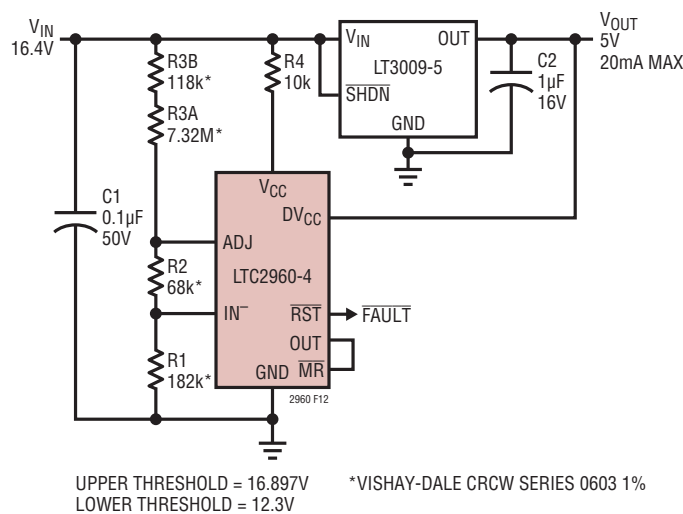 VIN
16.4V
R3B
118k*
R3A
7.32M*
R4
10k
VIN
OUT
LT3009-5
SHDN
GND
C2
1µF
16V
VOUT
5V
20mA MAX
C1
0.1µF
50V
VCC
DVCC
ADJ
LTC2960-4
R2
68k*
IN–
RST
FAULT
OUT
R1
182k*
GND
MR
2960 F12
UPPER THRESHOLD = 16.897V
LOWER THRESHOLD = 12.3V
*VISHAY-DALE CRCW SERIES 0603 1%